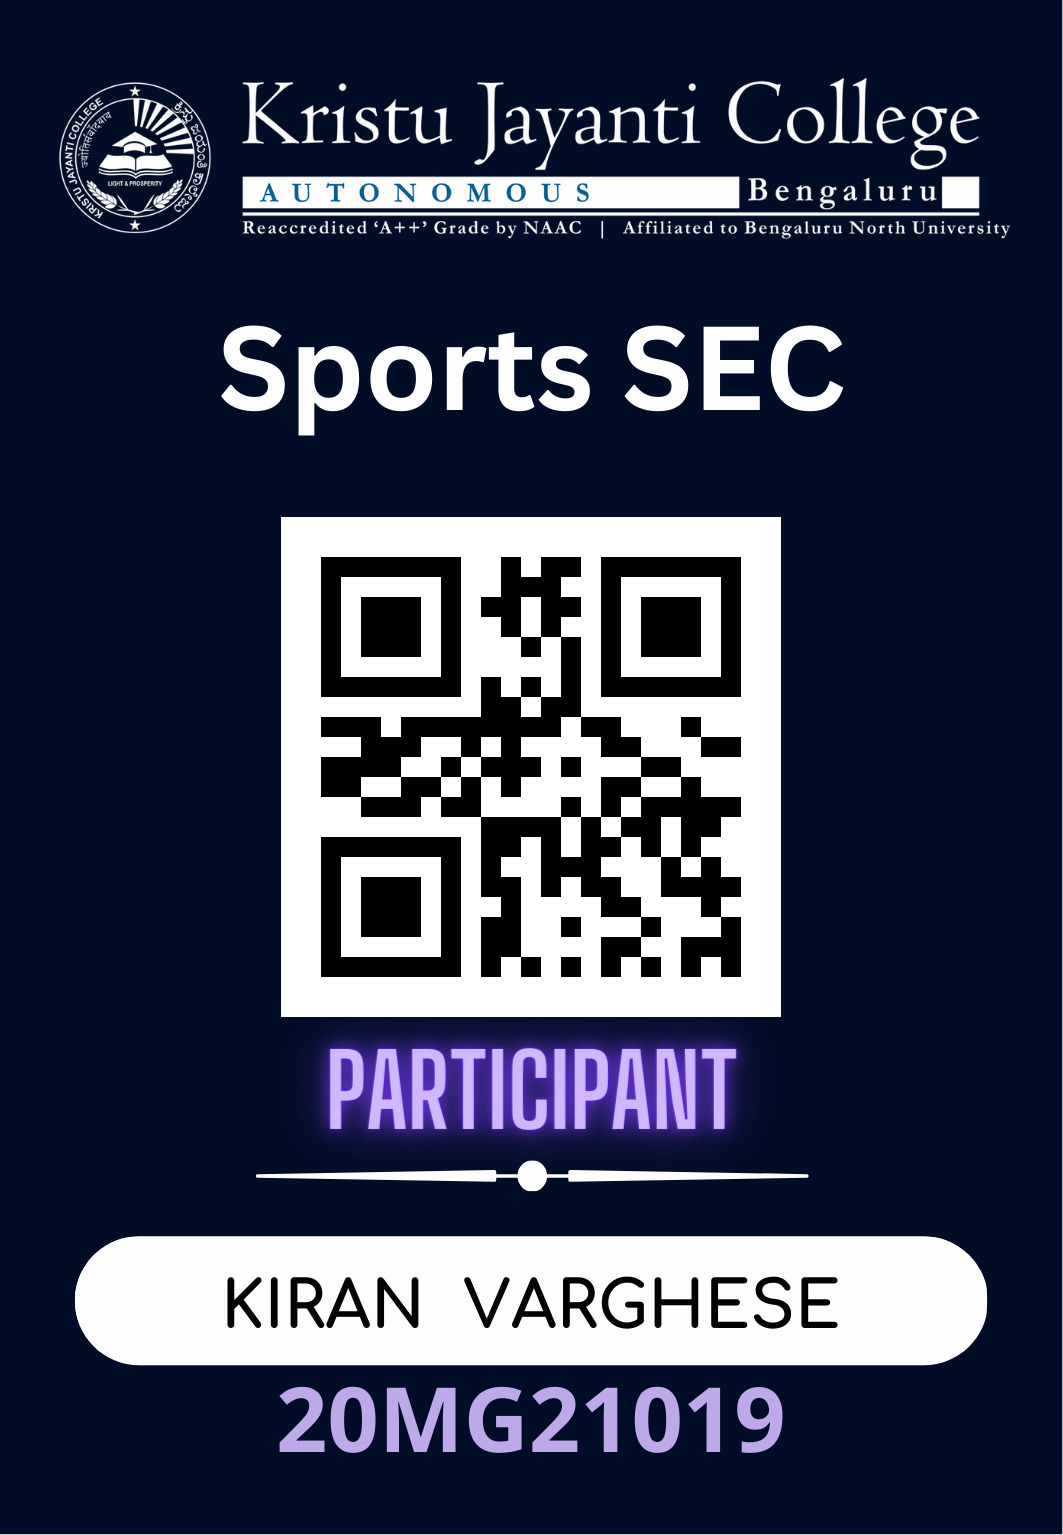 KRISTU JAYANTI COLLEGE
LIGHT & PROSPERITY
Kristu Jayanti College
AUTONOMOUS Bengaluru
Reaccredited ‘A++’ Grade by NAAC | Affiliated to Bengaluru North University
Sports SEC
PARTICIPANT
KIRAN VARGHESE
20MG21019